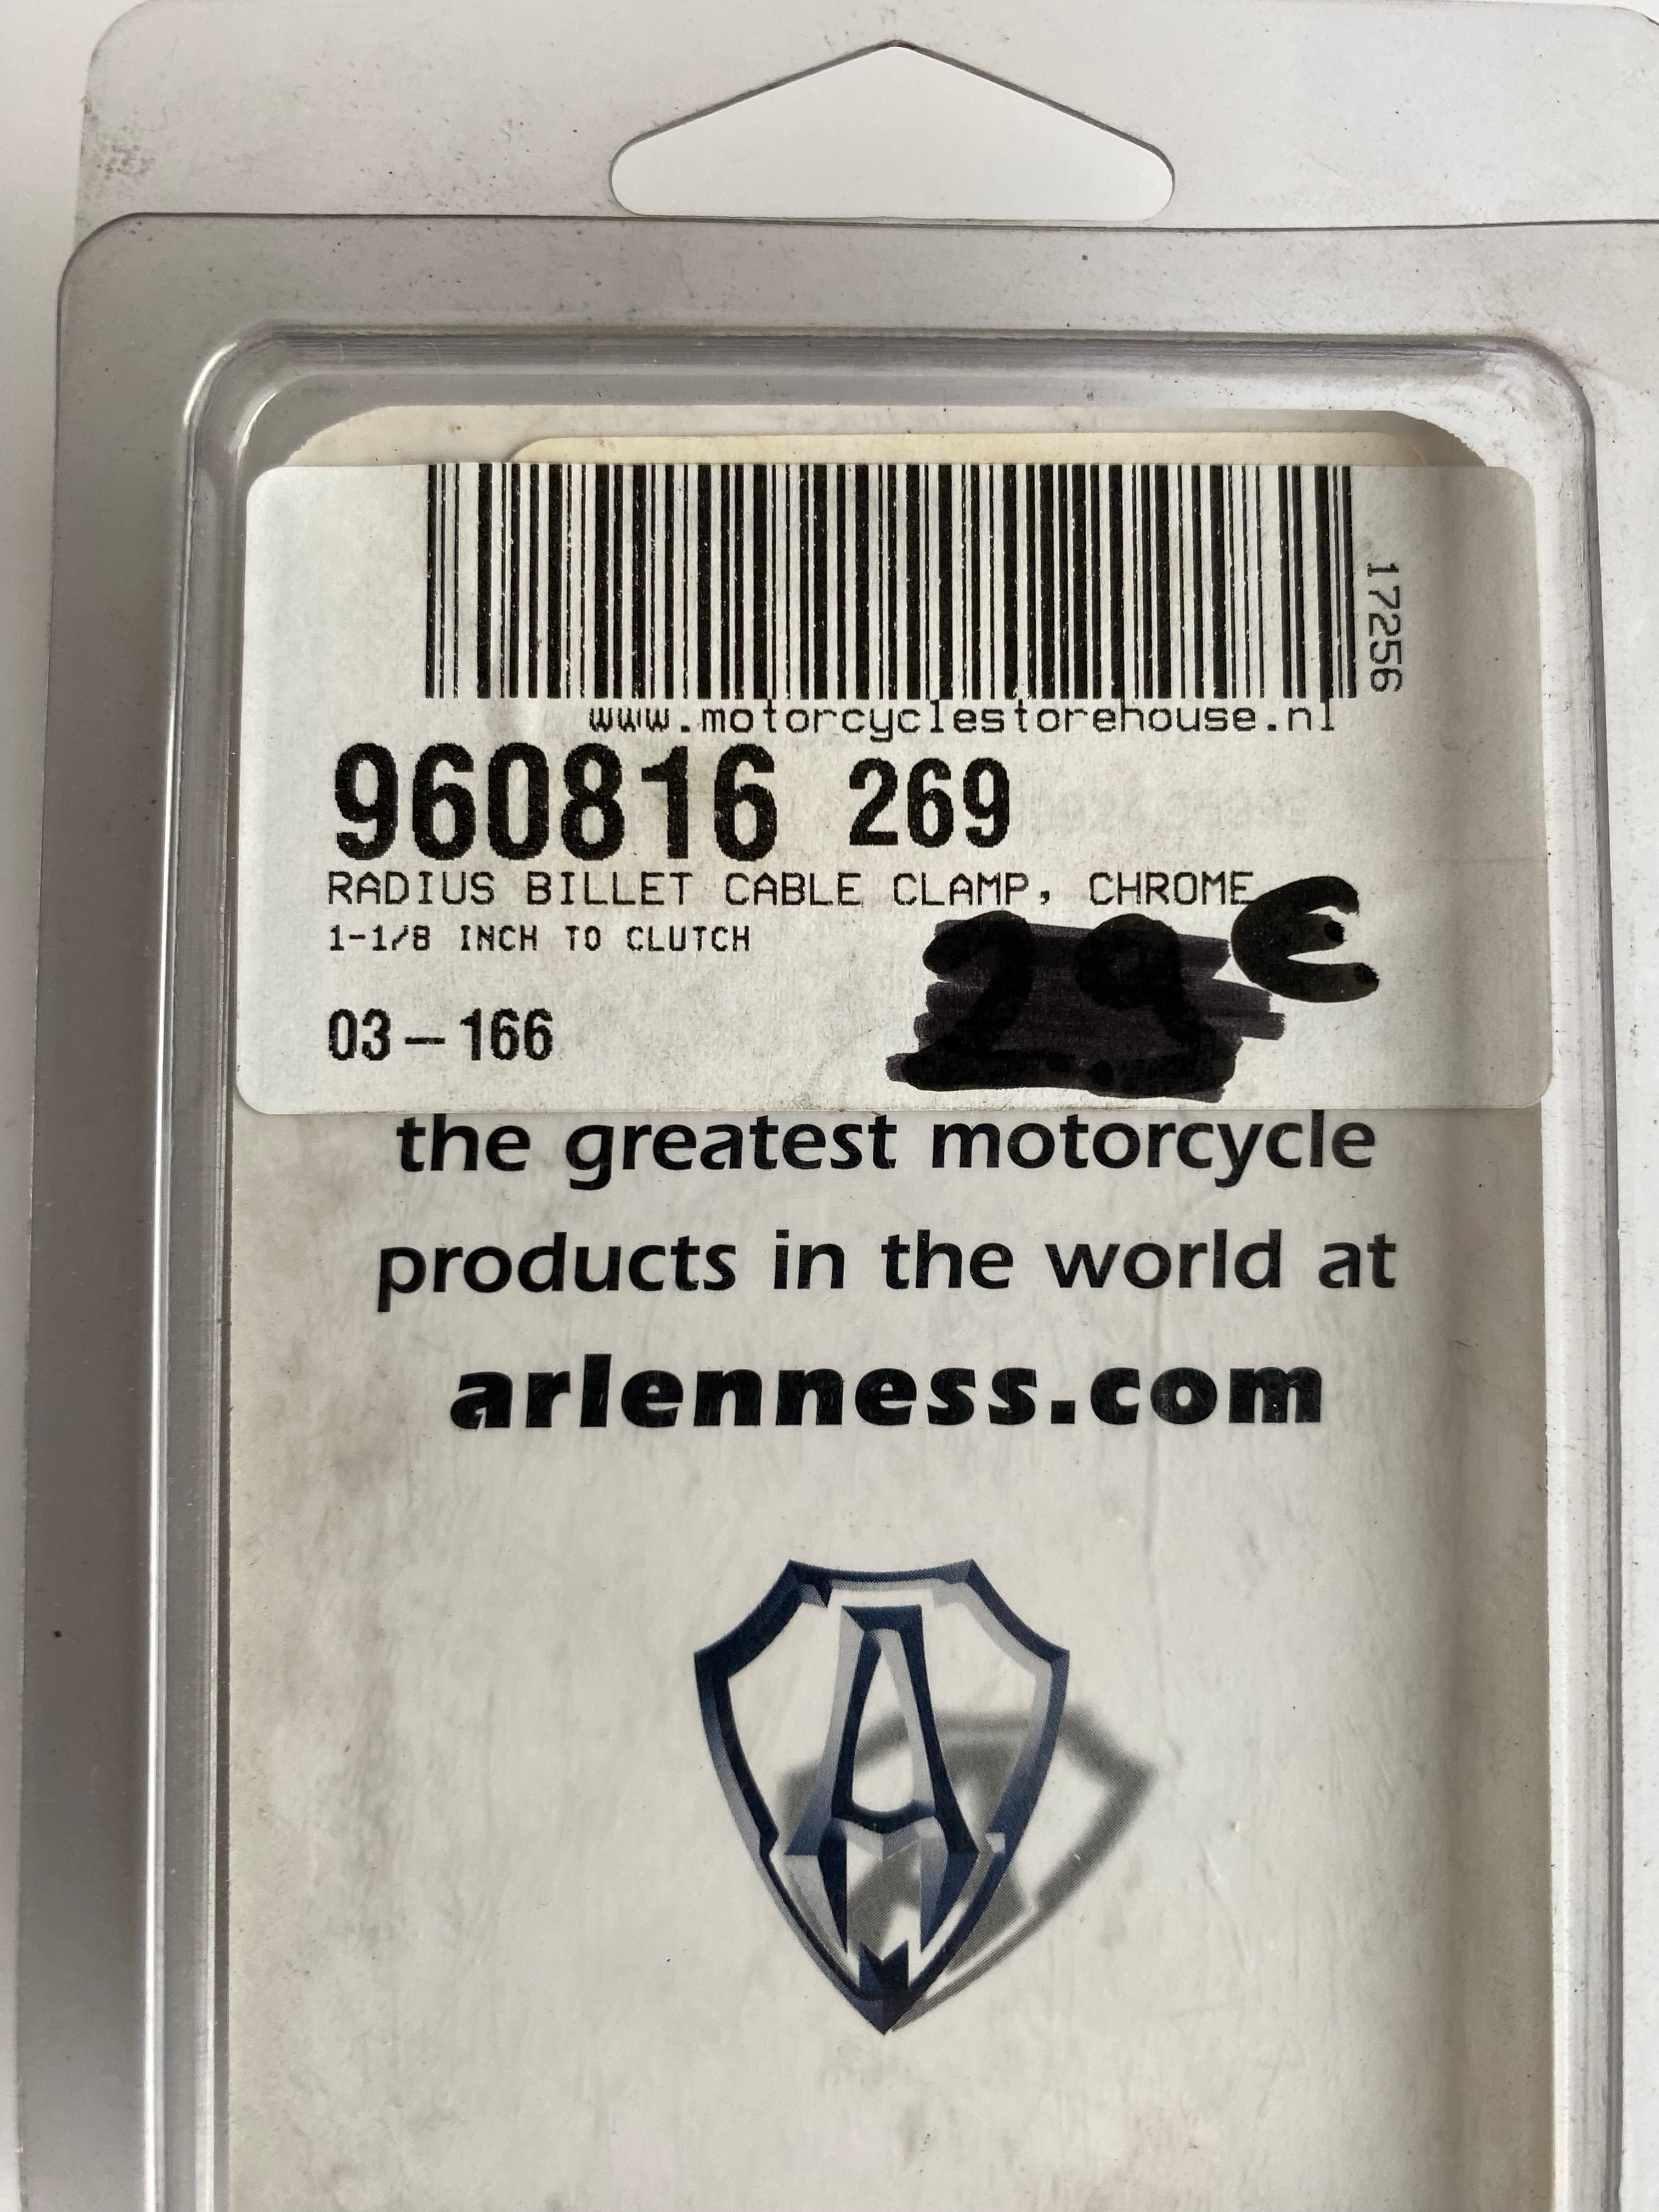 17256
www.motorcyclestorehouse.nl
960816 269
RADIUS BILLET CABLE CLAMP, CHROME
1-1/8 INCH TO CLUTCH
29 €
03-166
the greatest motorcycle
products in the world at
arlenness.com
A